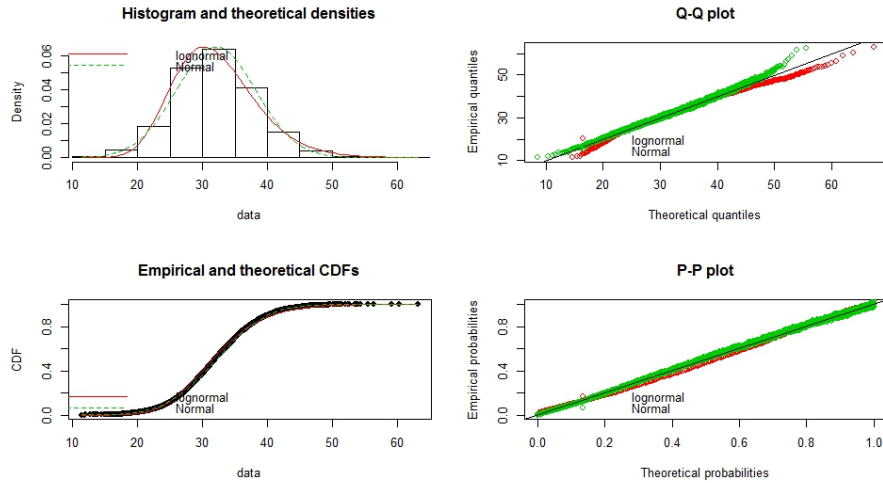 Histogram and theoretical densities
lognormal
Normal
Density
0.00 0.02 0.04 0.06
10 20 30 40 50 60
data
Q-Q plot
lognormal
Normal
Empirical quantiles
10 30 50
10 20 30 40 50 60
Theoretical quantiles
Empirical and theoretical CDFs
lognormal
Normal
CDF
0.0 0.4 0.8
10 20 30 40 50 60
data
P-P plot
lognormal
Normal
Empirical probabilities
0.0 0.4 0.8
0.0 0.2 0.4 0.6 0.8 1.0
Theoretical probabilities